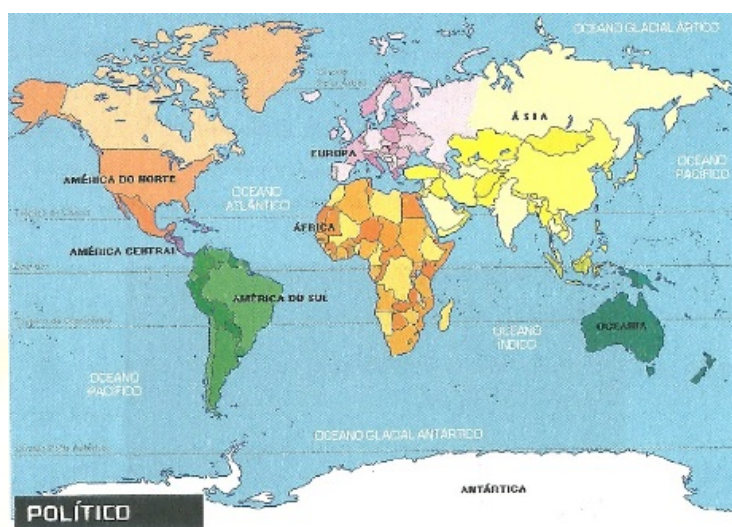 OCEANO GLACIAL ÁRTICO
ÁSIA
EUROPA
OCEANO
PACÍFICO
AMÉRICA DO NORTE
OCEANO
ATLÂNTICO
ÁFRICA
AMÉRICA CENTRAL
AMÉRICA DO SUL
OCEANO
ÍNDICO
OCEANIA
OCEANO
PACÍFICO
OCEANO GLACIAL ANTÁRTICO
ANTÁRTICA
POLÍTICO